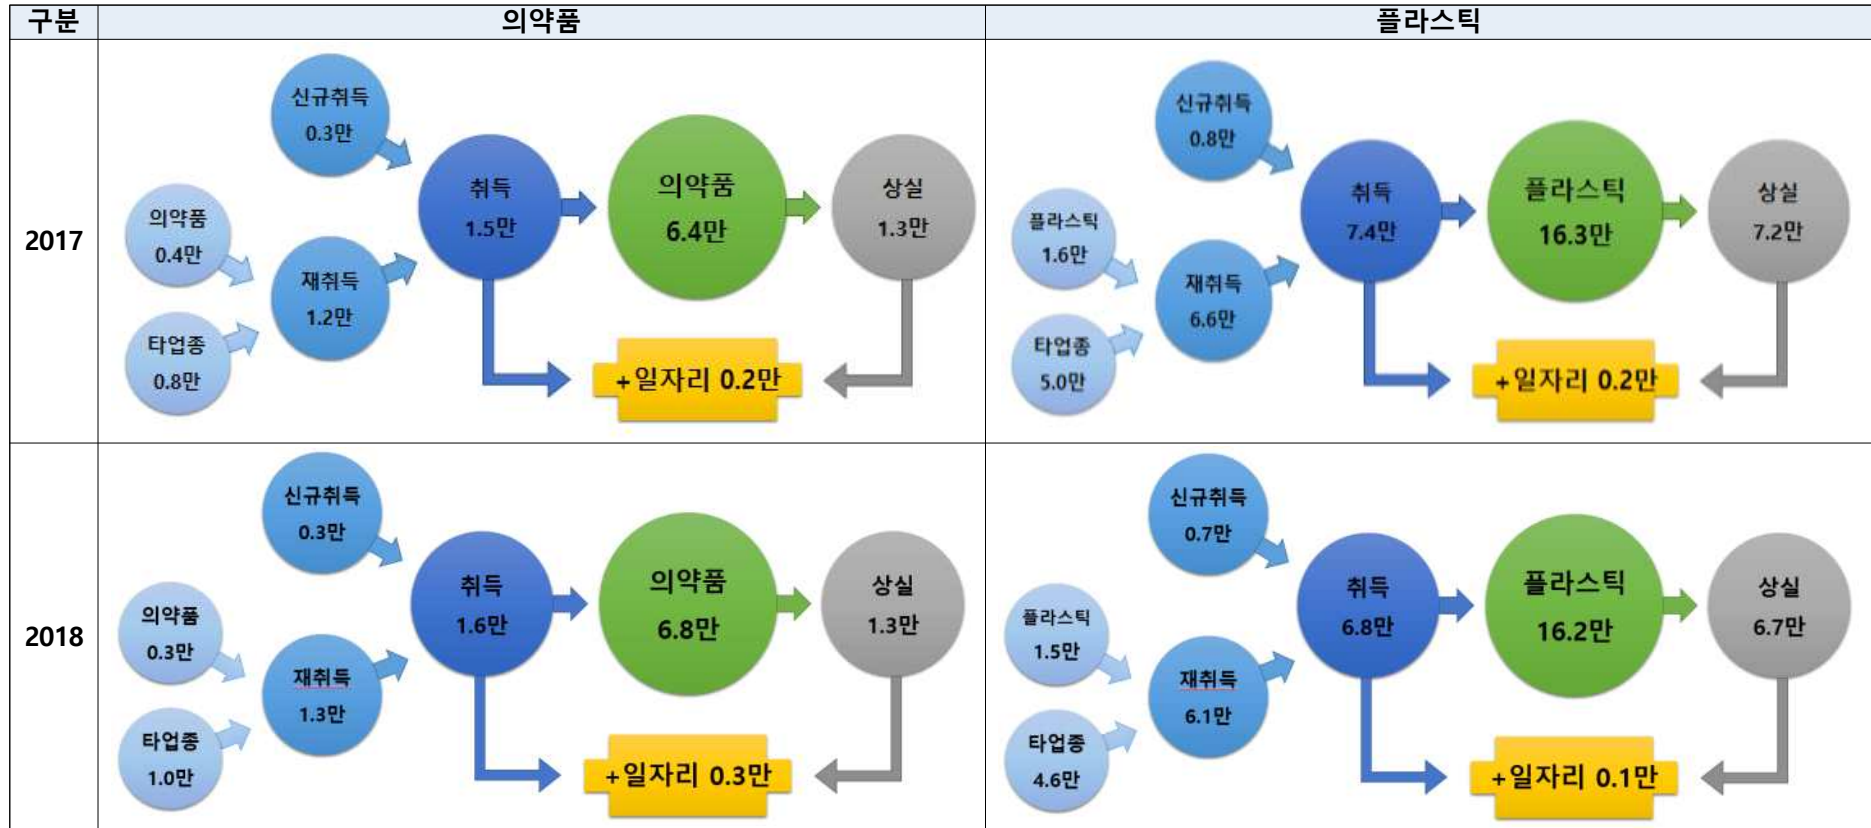 구분
의약품
플라스틱
2017
신규취득
0.3만
의약품
0.4만
타업종
0.8만
재취득
1.2만
취득
1.5만
의약품
6.4만
상실
1.3만
+일자리 0.2만
신규취득
0.8만
플라스틱
1.6만
타업종
5.0만
재취득
6.6만
취득
7.4만
플라스틱
16.3만
상실
7.2만
+일자리 0.2만
2018
신규취득
0.3만
의약품
0.3만
타업종
1.0만
재취득
1.3만
취득
1.6만
의약품
6.8만
상실
1.3만
+일자리 0.3만
신규취득
0.7만
플라스틱
1.5만
타업종
4.6만
재취득
6.1만
취득
6.8만
플라스틱
16.2만
상실
6.7만
+일자리 0.1만